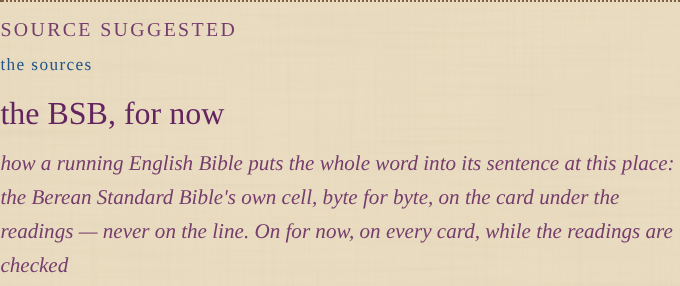 SOURCE SUGGESTED
the sources
the BSB, for now
how a running English Bible puts the whole word into its sentence at this place:
the Berean Standard Bible's own cell, byte for byte, on the card under the
readings — never on the line. On for now, on every card, while the readings are
checked